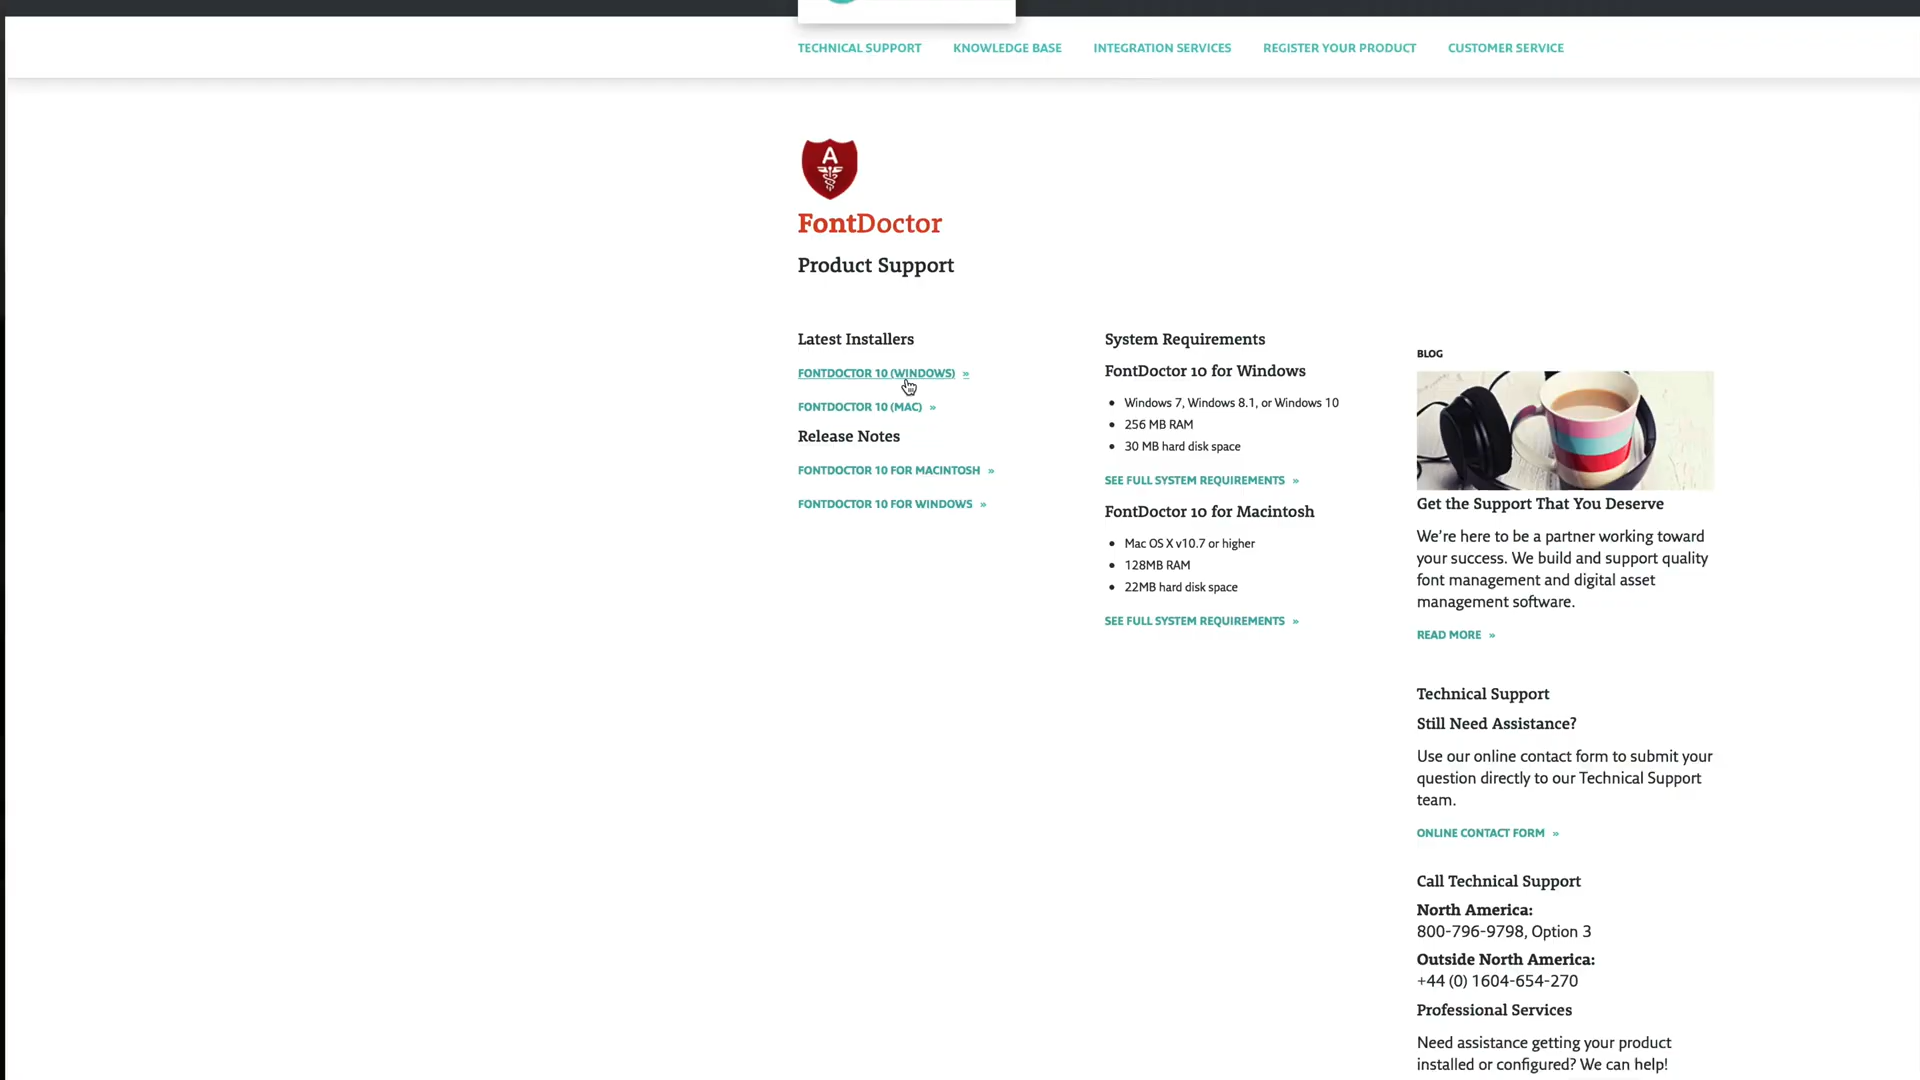 TECHNICAL SUPPORT KNOWLEDGE BASE INTEGRATION SERVICES REGISTER YOUR PRODUCT CUSTOMER SERVICE
A
FontDoctor
Product Support
Latest Installers
FONTDOCTOR 10 (WINDOWS) »
FONTDOCTOR 10 (MAC) »
Release Notes
FONTDOCTOR 10 FOR MACINTOSH »
FONTDOCTOR 10 FOR WINDOWS »
System Requirements
FontDoctor 10 for Windows
• Windows 7, Windows 8.1, or Windows 10
• 256 MB RAM
• 30 MB hard disk space
SEE FULL SYSTEM REQUIREMENTS »
FontDoctor 10 for Macintosh
• Mac OS X v10.7 or higher
• 128MB RAM
• 22MB hard disk space
SEE FULL SYSTEM REQUIREMENTS »
BLOG
Get the Support That You Deserve
We're here to be a partner working toward
your success. We build and support quality
font management and digital asset
management software.
READ MORE »
Technical Support
Still Need Assistance?
Use our online contact form to submit your
question directly to our Technical Support
team.
ONLINE CONTACT FORM »
Call Technical Support
North America:
800-796-9798, Option 3
Outside North America:
+44 (0) 1604-654-270
Professional Services
Need assistance getting your product
installed or configured? We can help!